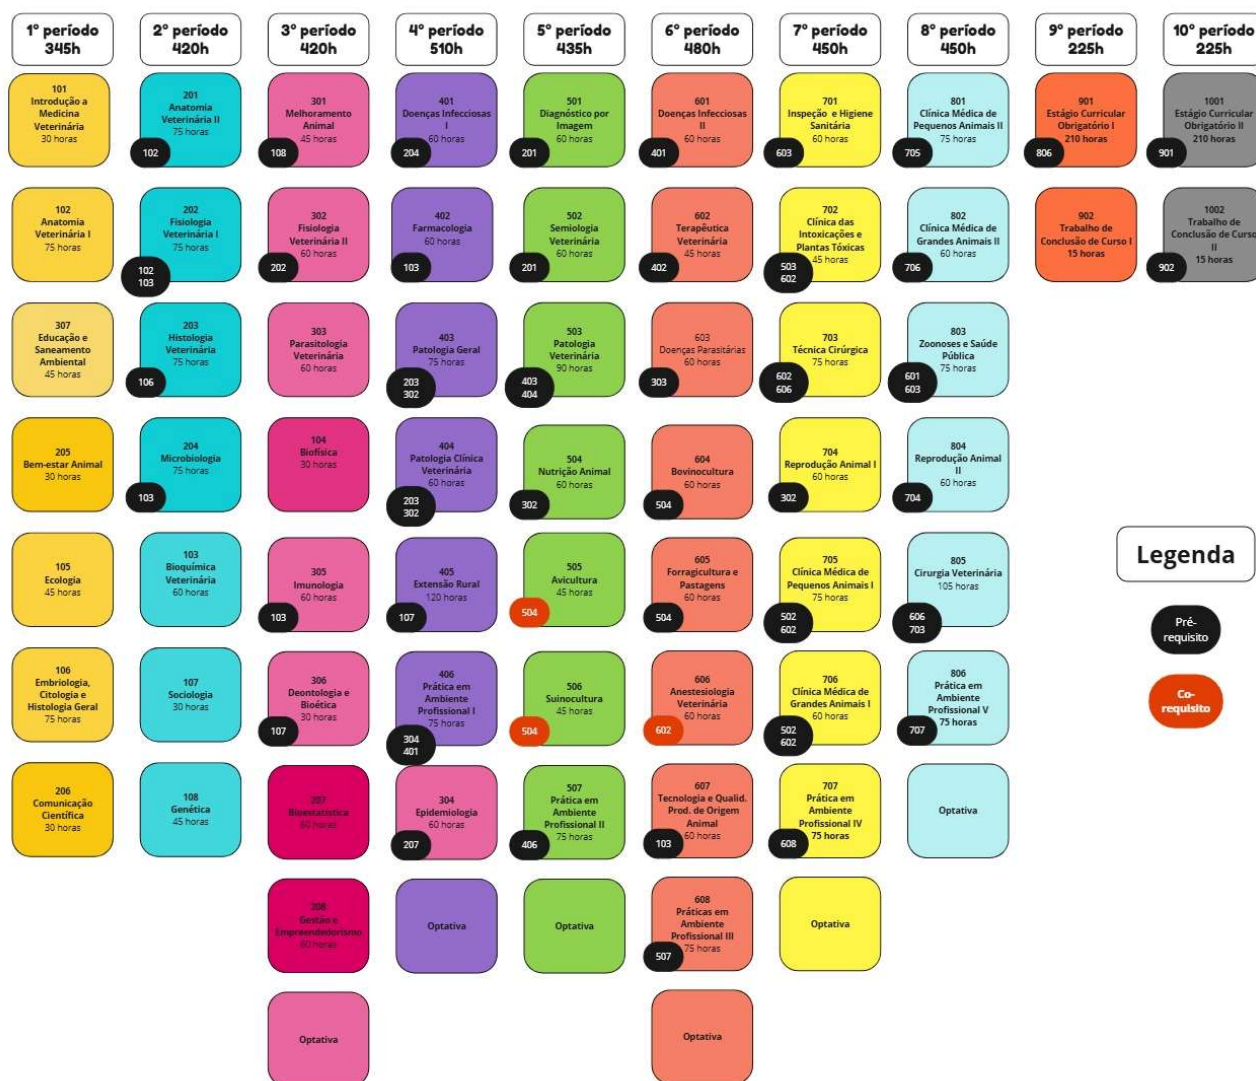 1º período
345h
2º período
420h
3º período
420h
4º período
510h
5º período
435h
6º período
480h
7º período
450h
8º período
450h
9º período
225h
10º período
225h
101
Introdução a
Medicina
Veterinária
30 horas
201
Anatomia
Veterinária II
75 horas
102
301
Melhoramento
Animal
45 horas
108
401
Doenças Infecciosas
I
60 horas
204
501
Diagnóstico por
Imagem
60 horas
201
601
Doenças Infecciosas
II
60 horas
401
701
Inspeção e Higiene
Sanitária
60 horas
603
801
Clínica Médica de
Pequenos Animais II
75 horas
705
901
Estágio Curricular
Obrigatório I
210 horas
806
1001
Estágio Curricular
Obrigatório II
210 horas
901
102
Anatomia
Veterinária I
75 horas
202
Fisiologia
Veterinária I
75 horas
102
103
302
Fisiologia
Veterinária II
60 horas
202
402
Farmacologia
60 horas
103
502
Semiologia
Veterinária
60 horas
201
602
Terapêutica
Veterinária
45 horas
402
702
Clínica das
Intoxicações e
Plantas Tóxicas
45 horas
503
602
802
Clínica Médica de
Grandes Animais II
60 horas
706
902
Trabalho de
Conclusão de Curso I
15 horas
1002
Trabalho de
Conclusão de Curso
II
15 horas
902
307
Educação e
Saneamento
Ambiental
45 horas
203
Histologia
Veterinária
75 horas
106
303
Parasitologia
Veterinária
60 horas
403
Patologia Geral
75 horas
203
302
503
Patologia
Veterinária
90 horas
403
404
603
Doenças Parasitárias
60 horas
303
703
Técnica Cirúrgica
75 horas
602
606
803
Zoonoses e Saúde
Pública
75 horas
601
603
205
Bem-estar Animal
30 horas
204
Microbiologia
75 horas
103
104
Biofísica
30 horas
404
Patologia Clínica
Veterinária
60 horas
203
302
504
Nutrição Animal
60 horas
302
604
Bovinocultura
60 horas
504
704
Reprodução Animal I
60 horas
302
804
Reprodução Animal
II
60 horas
704
105
Ecologia
45 horas
103
Bioquímica
Veterinária
60 horas
305
Imunologia
60 horas
103
405
Extensão Rural
120 horas
107
505
Avicultura
45 horas
504
605
Forragicultura e
Pastagens
60 horas
504
705
Clínica Médica de
Pequenos Animais I
75 horas
502
602
805
Cirurgia Veterinária
105 horas
606
703
Legenda
Pré-
requisito
Co-
requisito
106
Embriologia,
Citologia e
Histologia Geral
75 horas
107
Sociologia
30 horas
306
Deontologia e
Bioética
30 horas
107
406
Prática em
Ambiente
Profissional I
75 horas
304
401
506
Suinocultura
45 horas
504
606
Anestesiologia
Veterinária
60 horas
602
706
Clínica Médica de
Grandes Animais I
60 horas
502
602
806
Prática em
Ambiente
Profissional V
75 horas
707
206
Comunicação
Científica
30 horas
108
Genética
45 horas
207
Bioestatística
60 horas
304
Epidemiologia
60 horas
207
507
Prática em
Ambiente
Profissional II
75 horas
406
607
Tecnologia e Qualid.
Prod. de Origem
Animal
60 horas
103
707
Prática em
Ambiente
Profissional IV
75 horas
608
Optativa
208
Gestão e
Empreendedorismo
60 horas
Optativa
Optativa
608
Práticas em
Ambiente
Profissional III
75 horas
507
Optativa
Optativa
Optativa